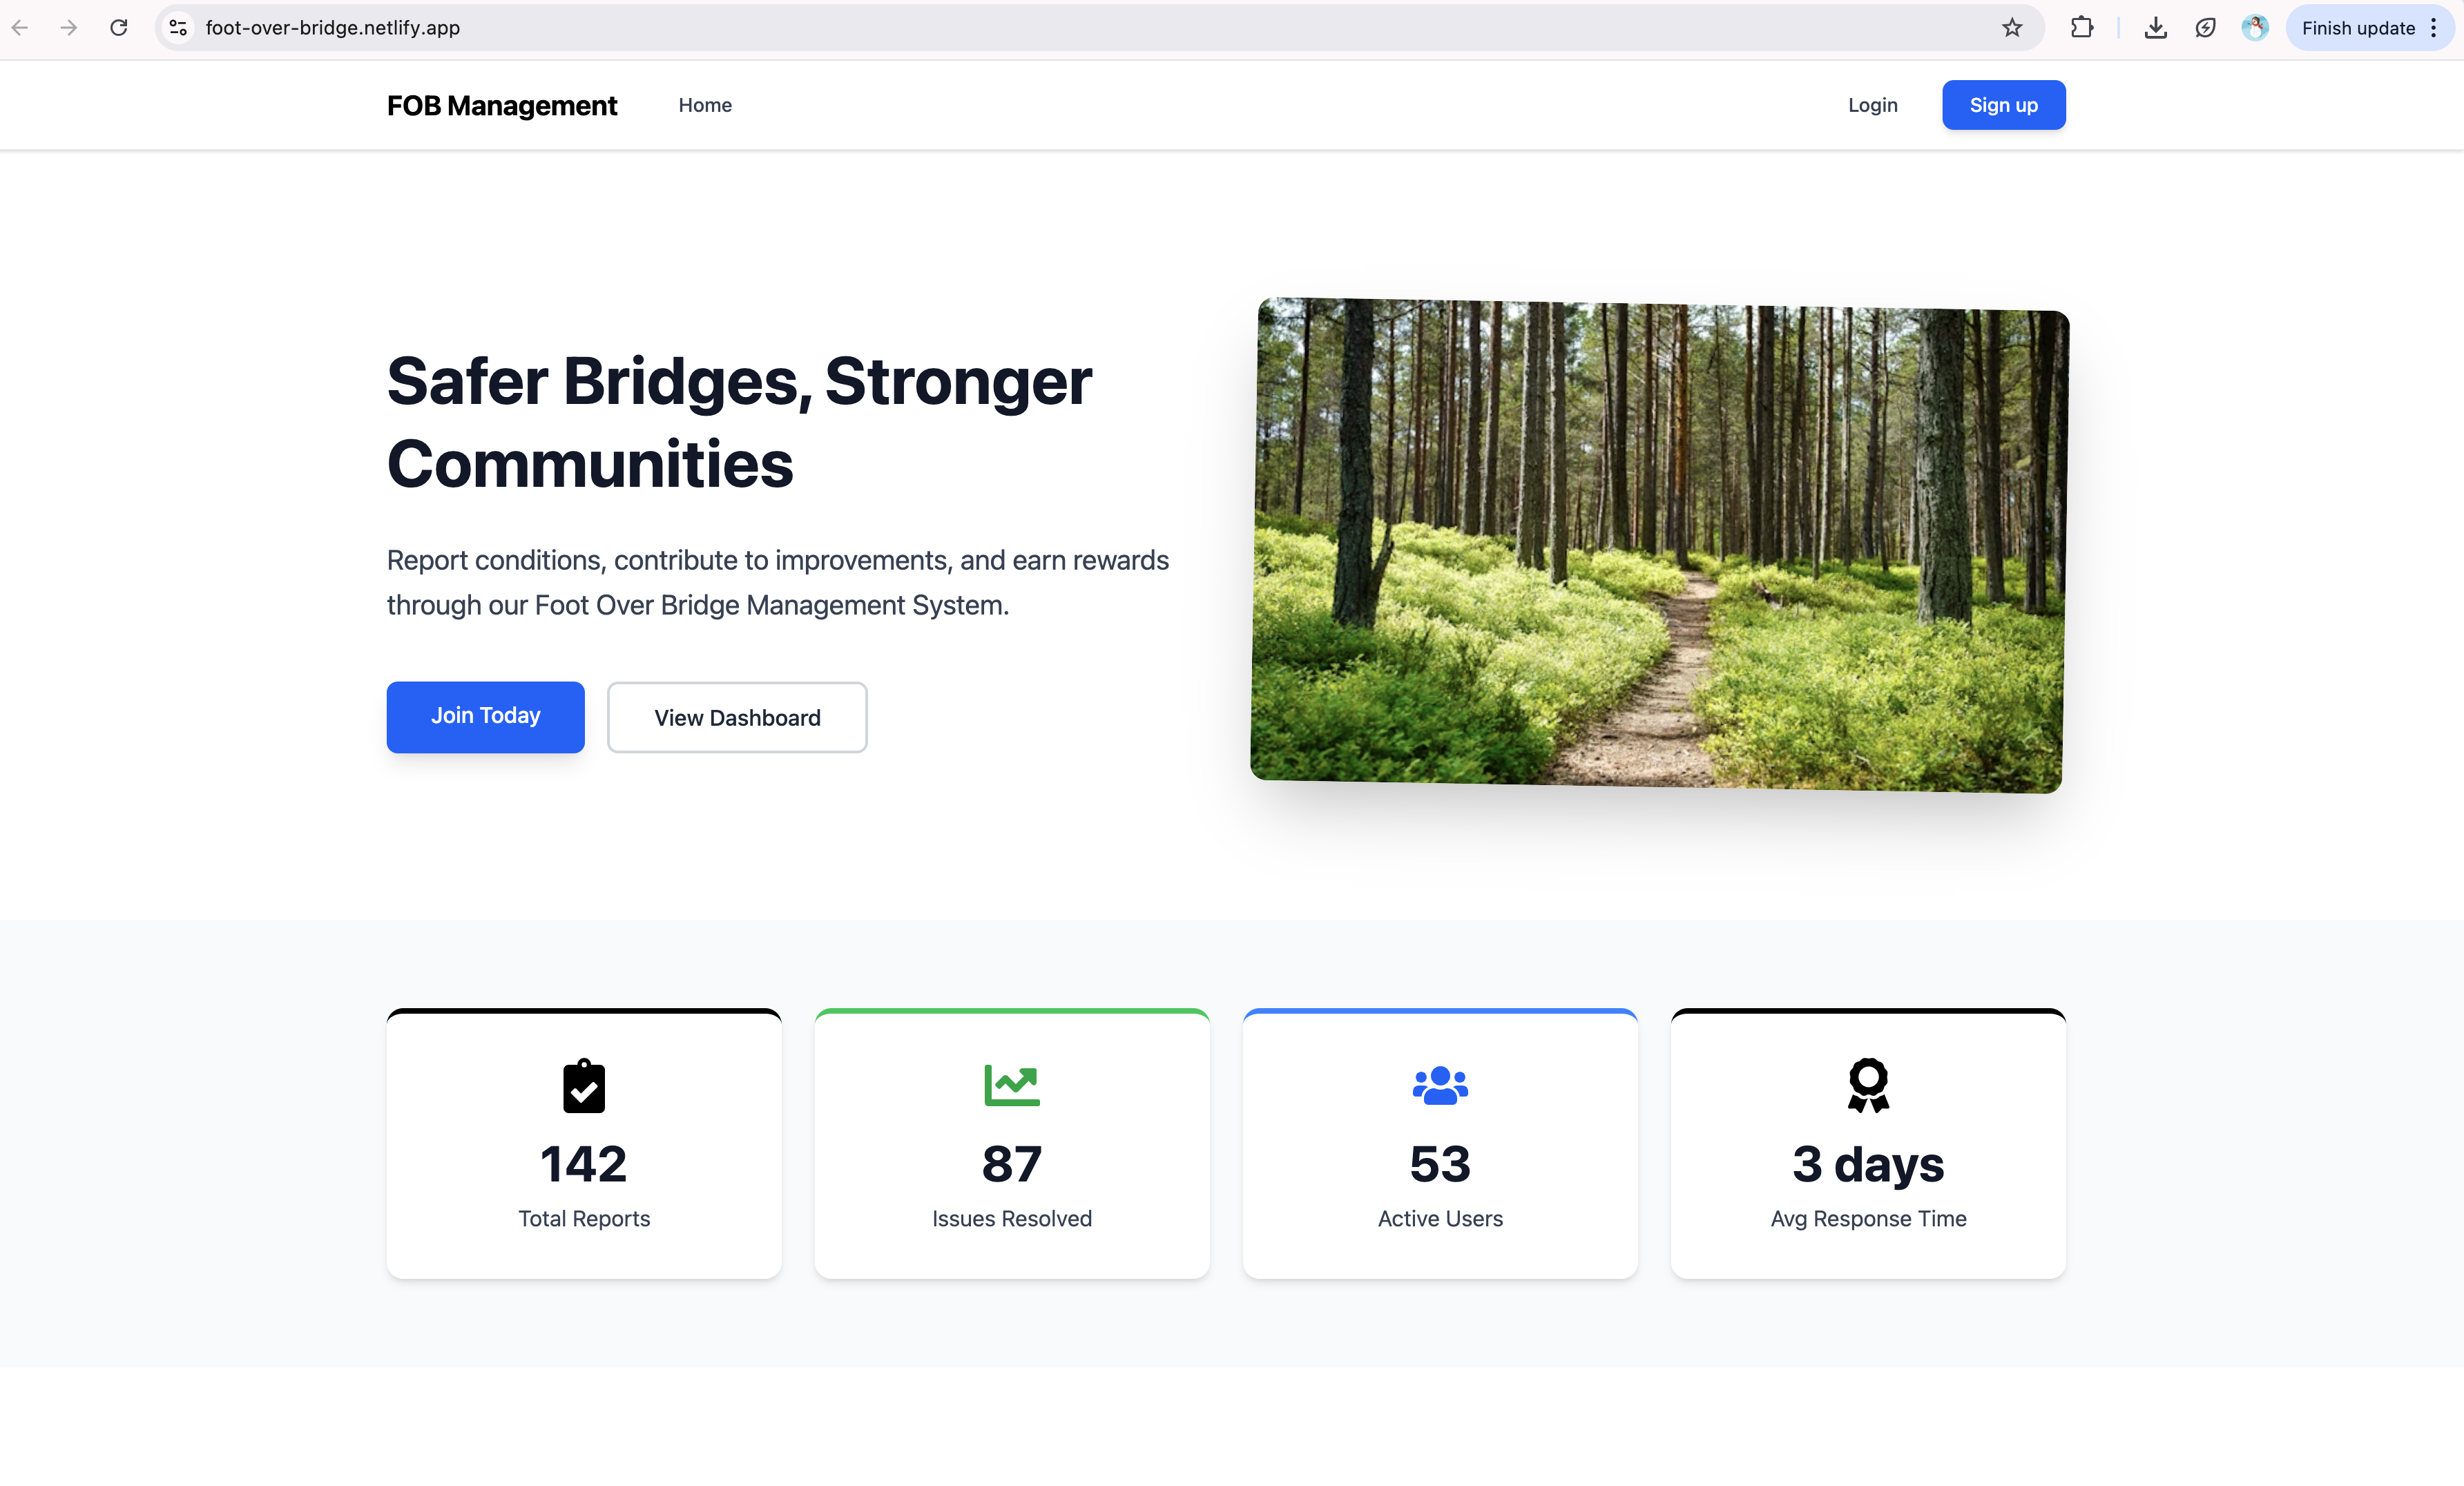 foot-over-bridge.netlify.app
Finish update
FOB Management
Home
Login
Sign up
Safer Bridges, Stronger
Communities
Report conditions, contribute to improvements, and earn rewards
through our Foot Over Bridge Management System.
Join Today
View Dashboard
142
Total Reports
87
Issues Resolved
53
Active Users
3 days
Avg Response Time